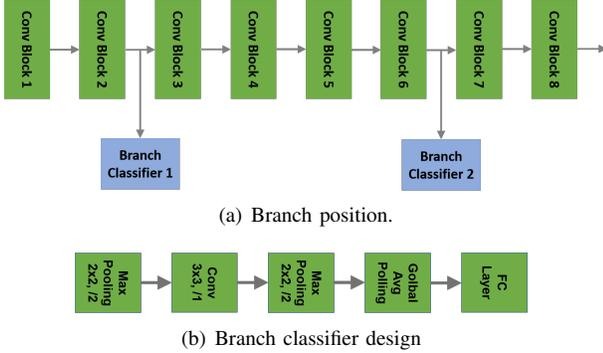 Conv Block 1
Conv Block 2
Conv Block 3
Conv Block 4
Conv Block 5
Conv Block 6
Conv Block 7
Conv Block 8
Branch
Classifier 1
Branch
Classifier 2
(a) Branch position.
Max
Pooling
2x2, /2
Conv
3x3, /1
Max
Pooling
2x2, /2
Golbal
Avg
Polling
FC
Layer
(b) Branch classifier design